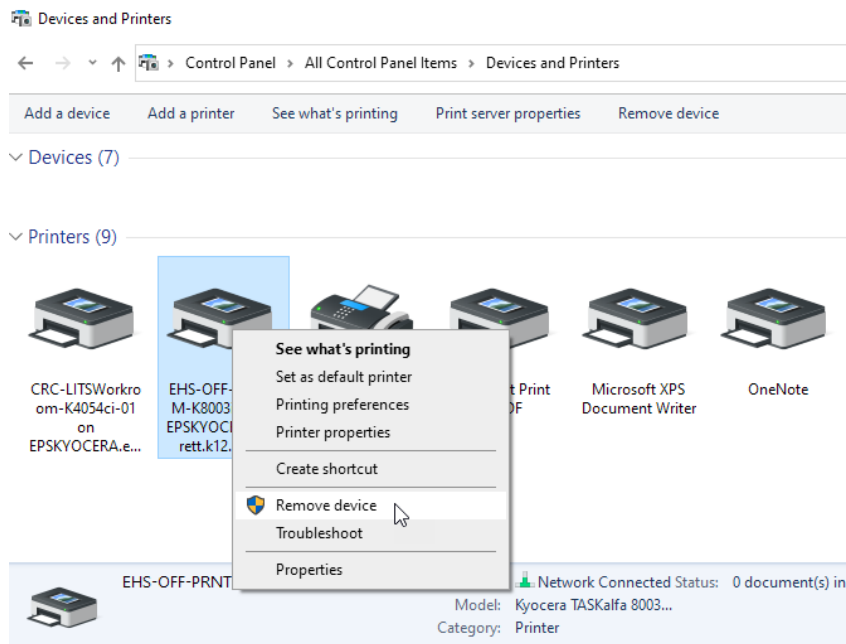 Devices and Printers
Control Panel > All Control Panel Items > Devices and Printers
Add a device Add a printer See what's printing Print server properties Remove device
Devices (7)
Printers (9)
CRC-LITSWorkro
om-K4054ci-01
on
EPSKYOCERA.e...
EHS-OFF-
M-K8003
EPSKYOC
rett.k12.
t Print
Microsoft XPS
Document Writer
OneNote
See what's printing
Set as default printer
Printing preferences
Printer properties
Create shortcut
Remove device
Troubleshoot
Properties
EHS-OFF-PRNT
Network Connected Status: 0 document(s) in
Model: Kyocera TASKalfa 8003...
Category: Printer